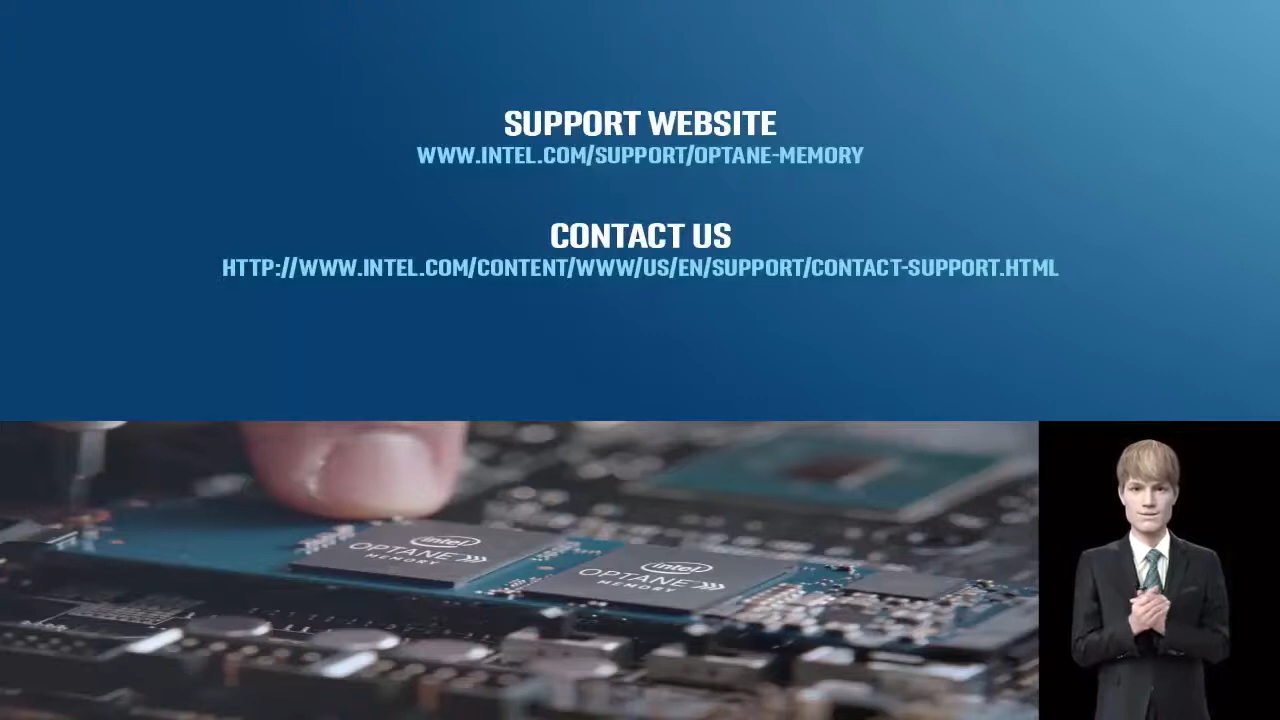 SUPPORT WEBSITE
WWW.INTEL.COM/SUPPORT/OPTANE-MEMORY
CONTACT US
HTTP://WWW.INTEL.COM/CONTENT/WWW/US/EN/SUPPORT/CONTACT-SUPPORT.HTML
intel
OPTANE
MEMORY
intel
OPTANE
MEMORY